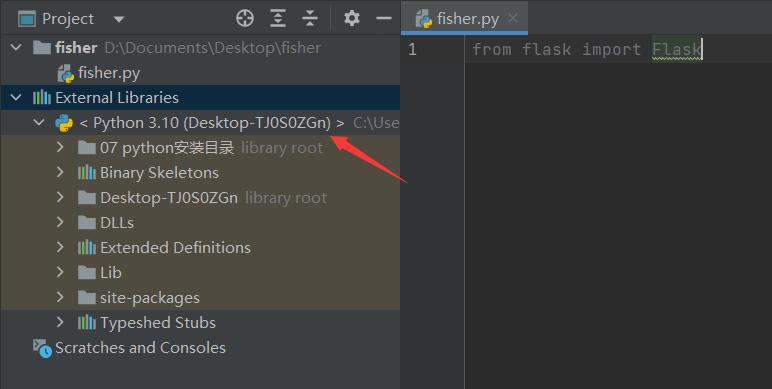 Project
fisher.py
fisher D:\Documents\Desktop\fisher
1 from flask import Flask
fisher.py
External Libraries
< Python 3.10 (Desktop-TJ0S0ZGn) > C:\Use
07 python安装目录 library root
Binary Skeletons
Desktop-TJ0S0ZGn library root
DLLs
Extended Definitions
Lib
site-packages
Typeshed Stubs
Scratches and Consoles